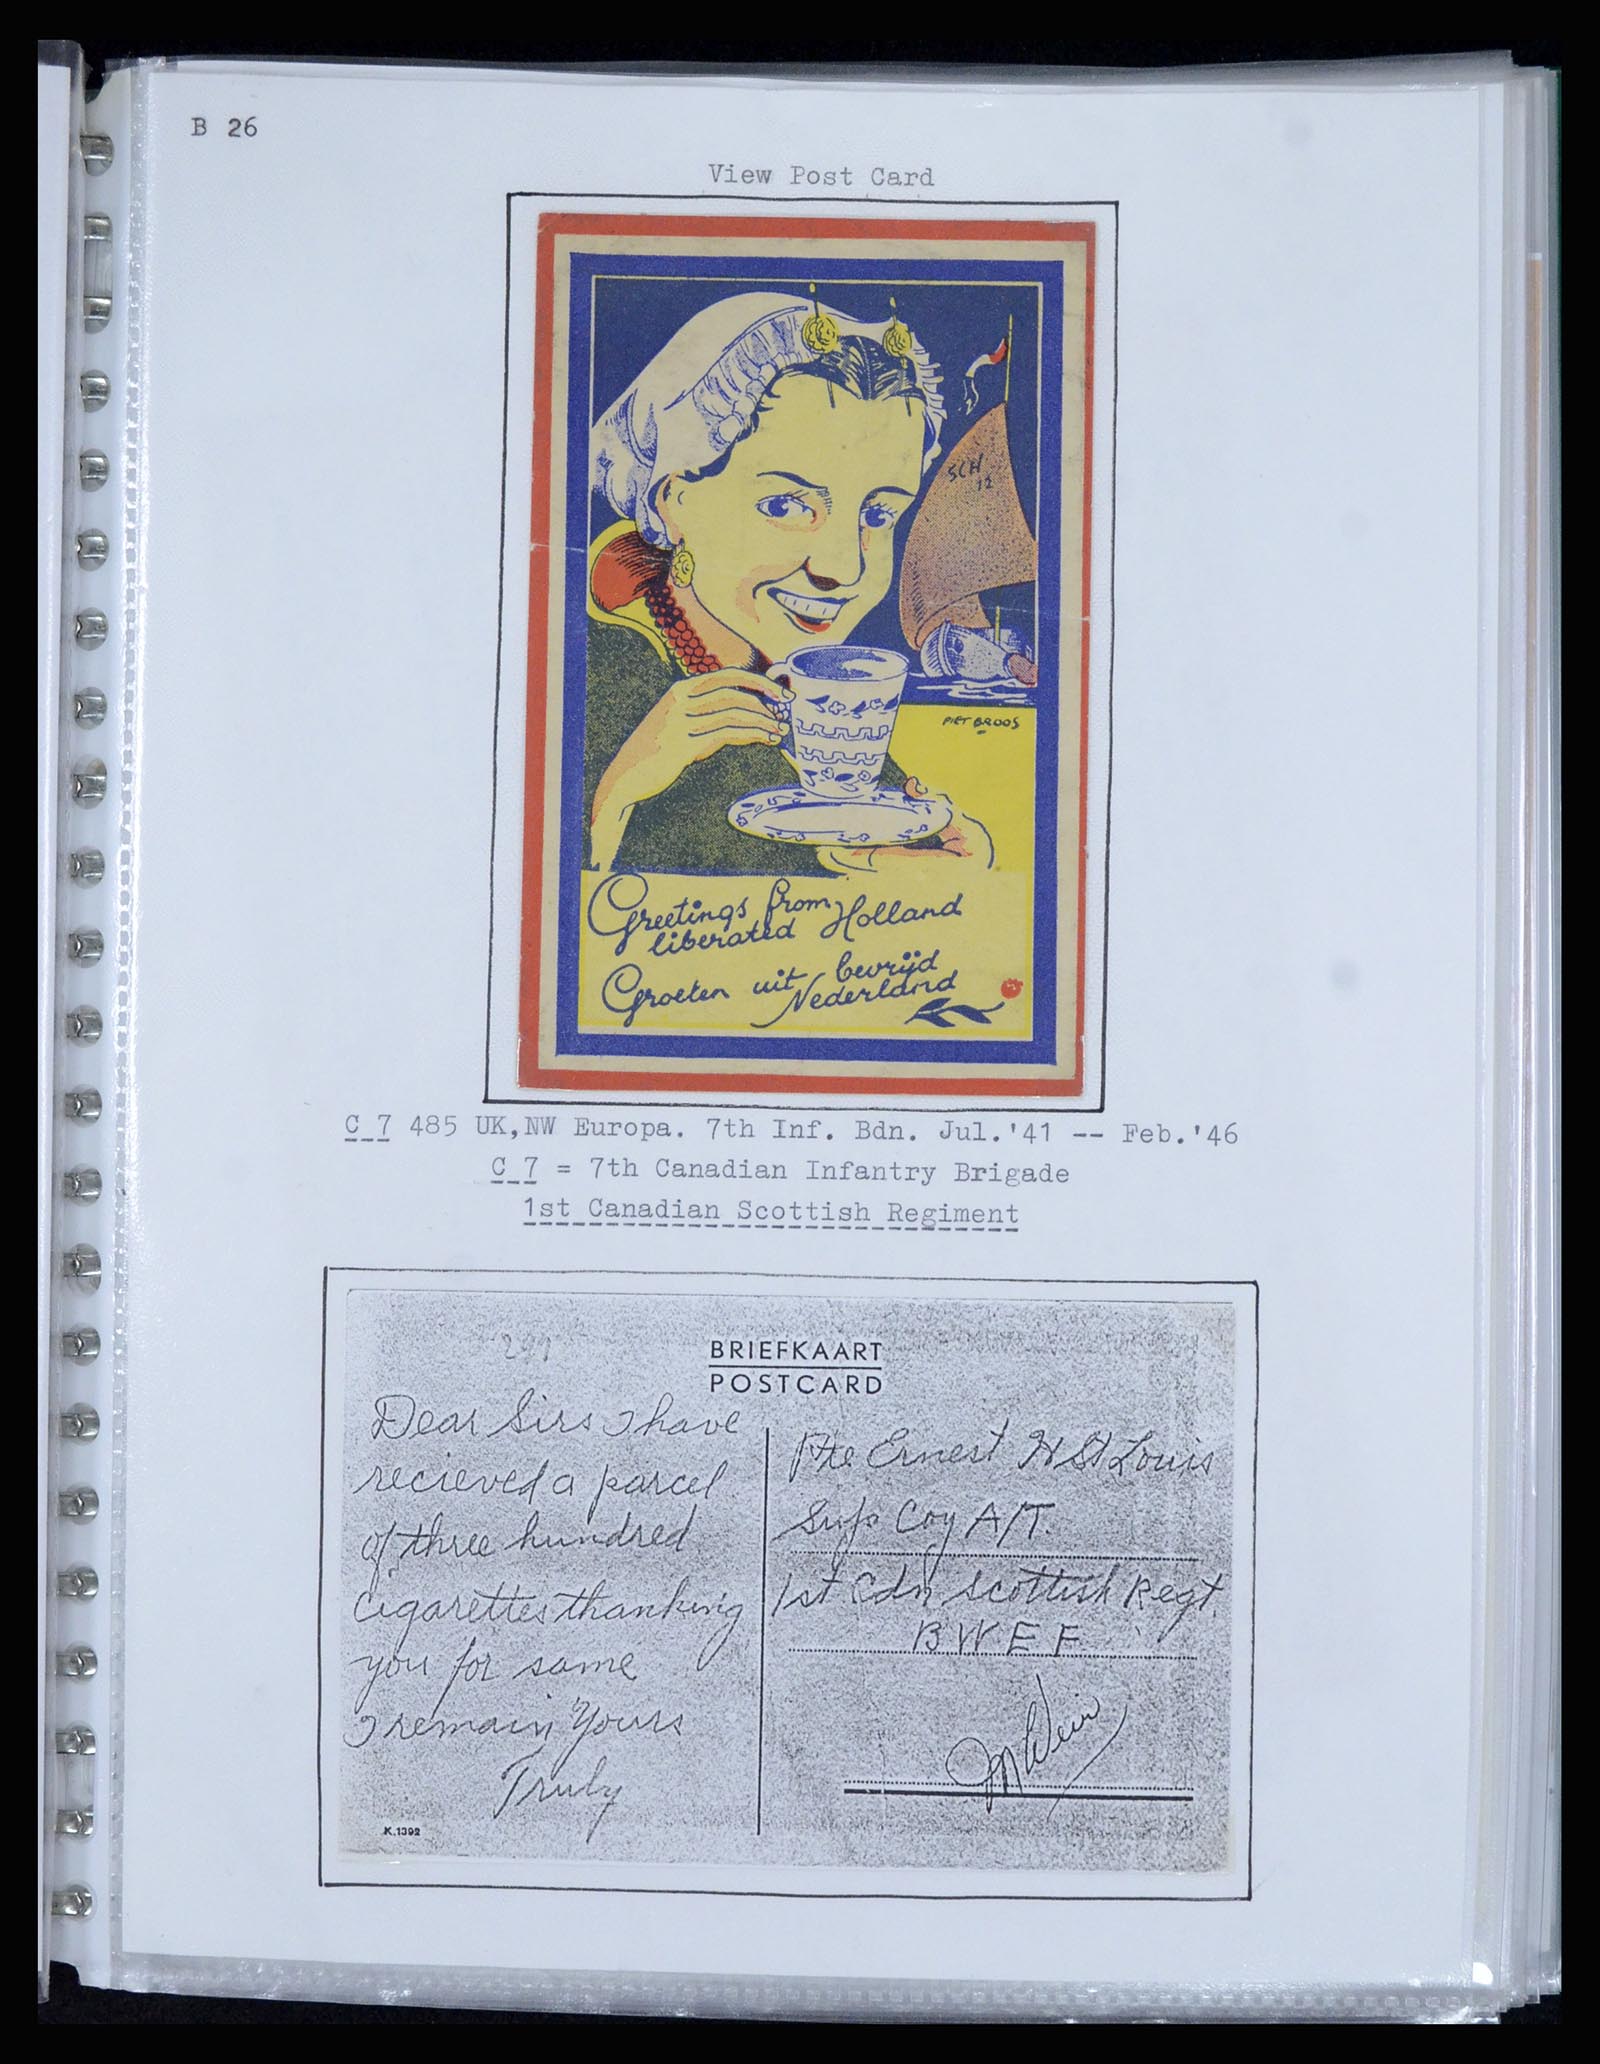 B 26
View Post Card
SCH
12
PIET BROOS
Greetings from Holland
liberated
Groeten uit bevrijd
Nederland
C 7 485 UK,NW Europa. 7th Inf. Bdn. Jul.'41 -- Feb.'46
C 7 = 7th Canadian Infantry Brigade
1st Canadian Scottish Regiment
291
BRIEFKAART
POSTCARD
Dear Sirs I have
recieved a parcel
of three hundred
Cigarettes thanking
you for same
I remain Yours
Truly
K.1392
Pte Ernest H St Louis
Sup Coy A/T.
1st Cdn Scottish Regt.
B W E F